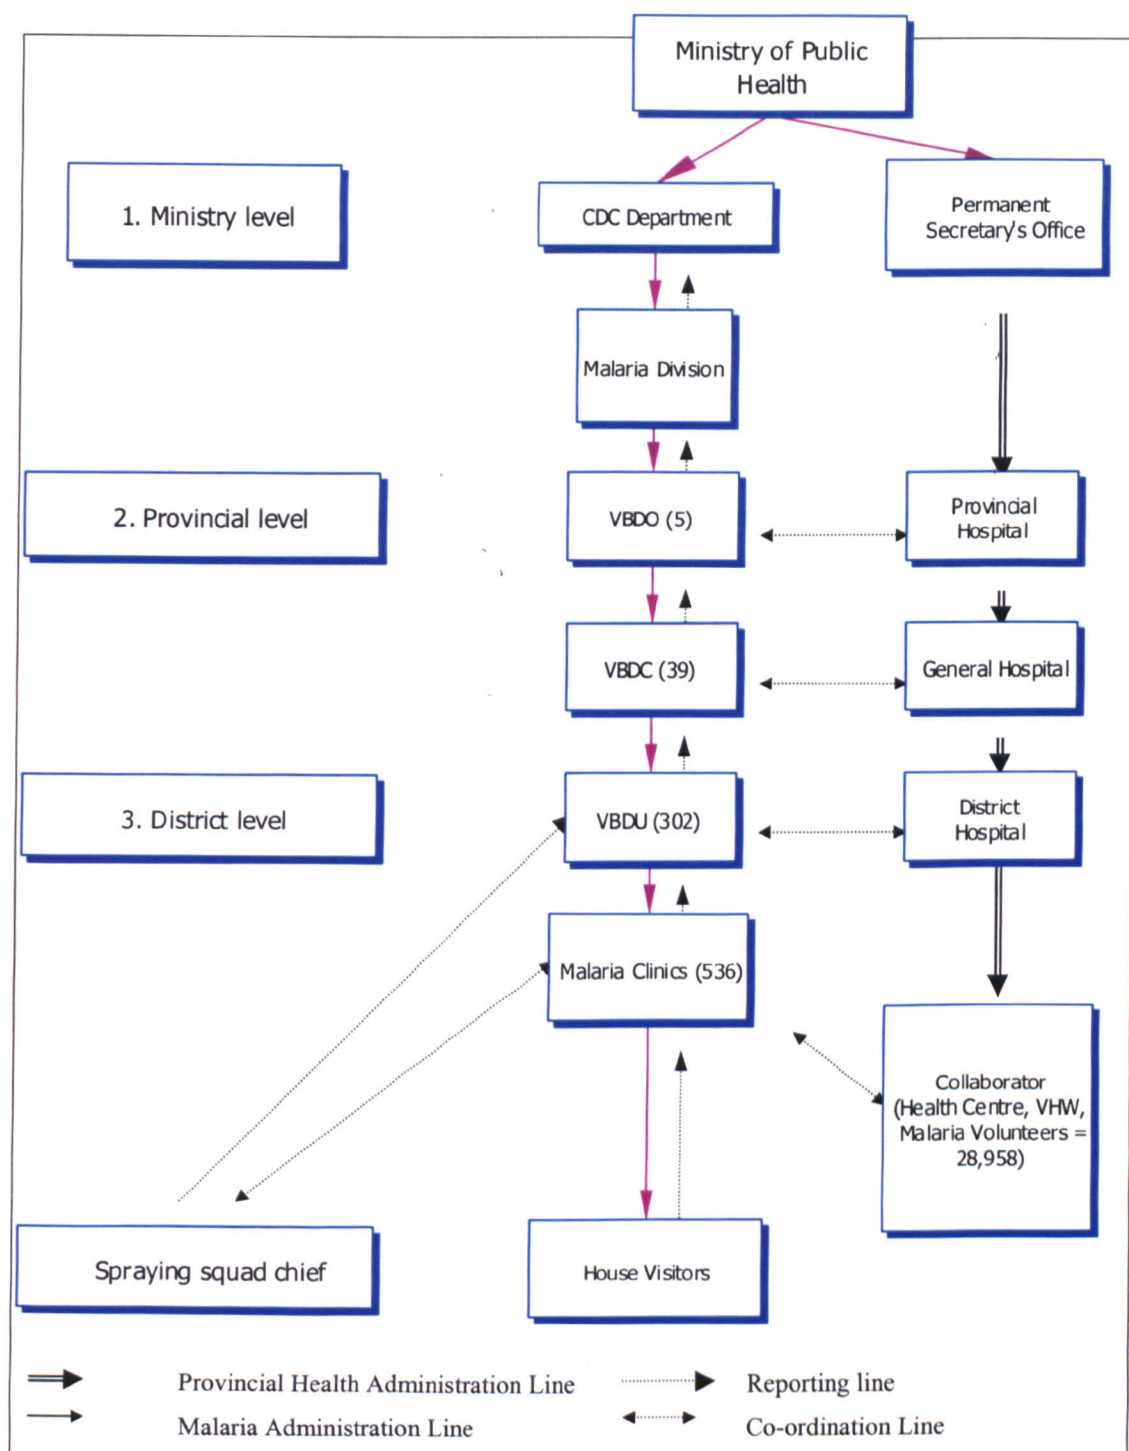 Ministry of Public
Health
1. Ministry level
CDC Department
Permanent
Secretary's Office
Malaria Division
2. Provincial level
VBDO (5)
Provincial
Hospital
VBDC (39)
General Hospital
3. District level
VBDU (302)
District
Hospital
Malaria Clinics (536)
Collaborator
(Health Centre, VHW,
Malaria Volunteers =
28,958)
Spraying squad chief
House Visitors
Provincial Health Administration Line
Reporting line
Malaria Administration Line
Co-ordination Line